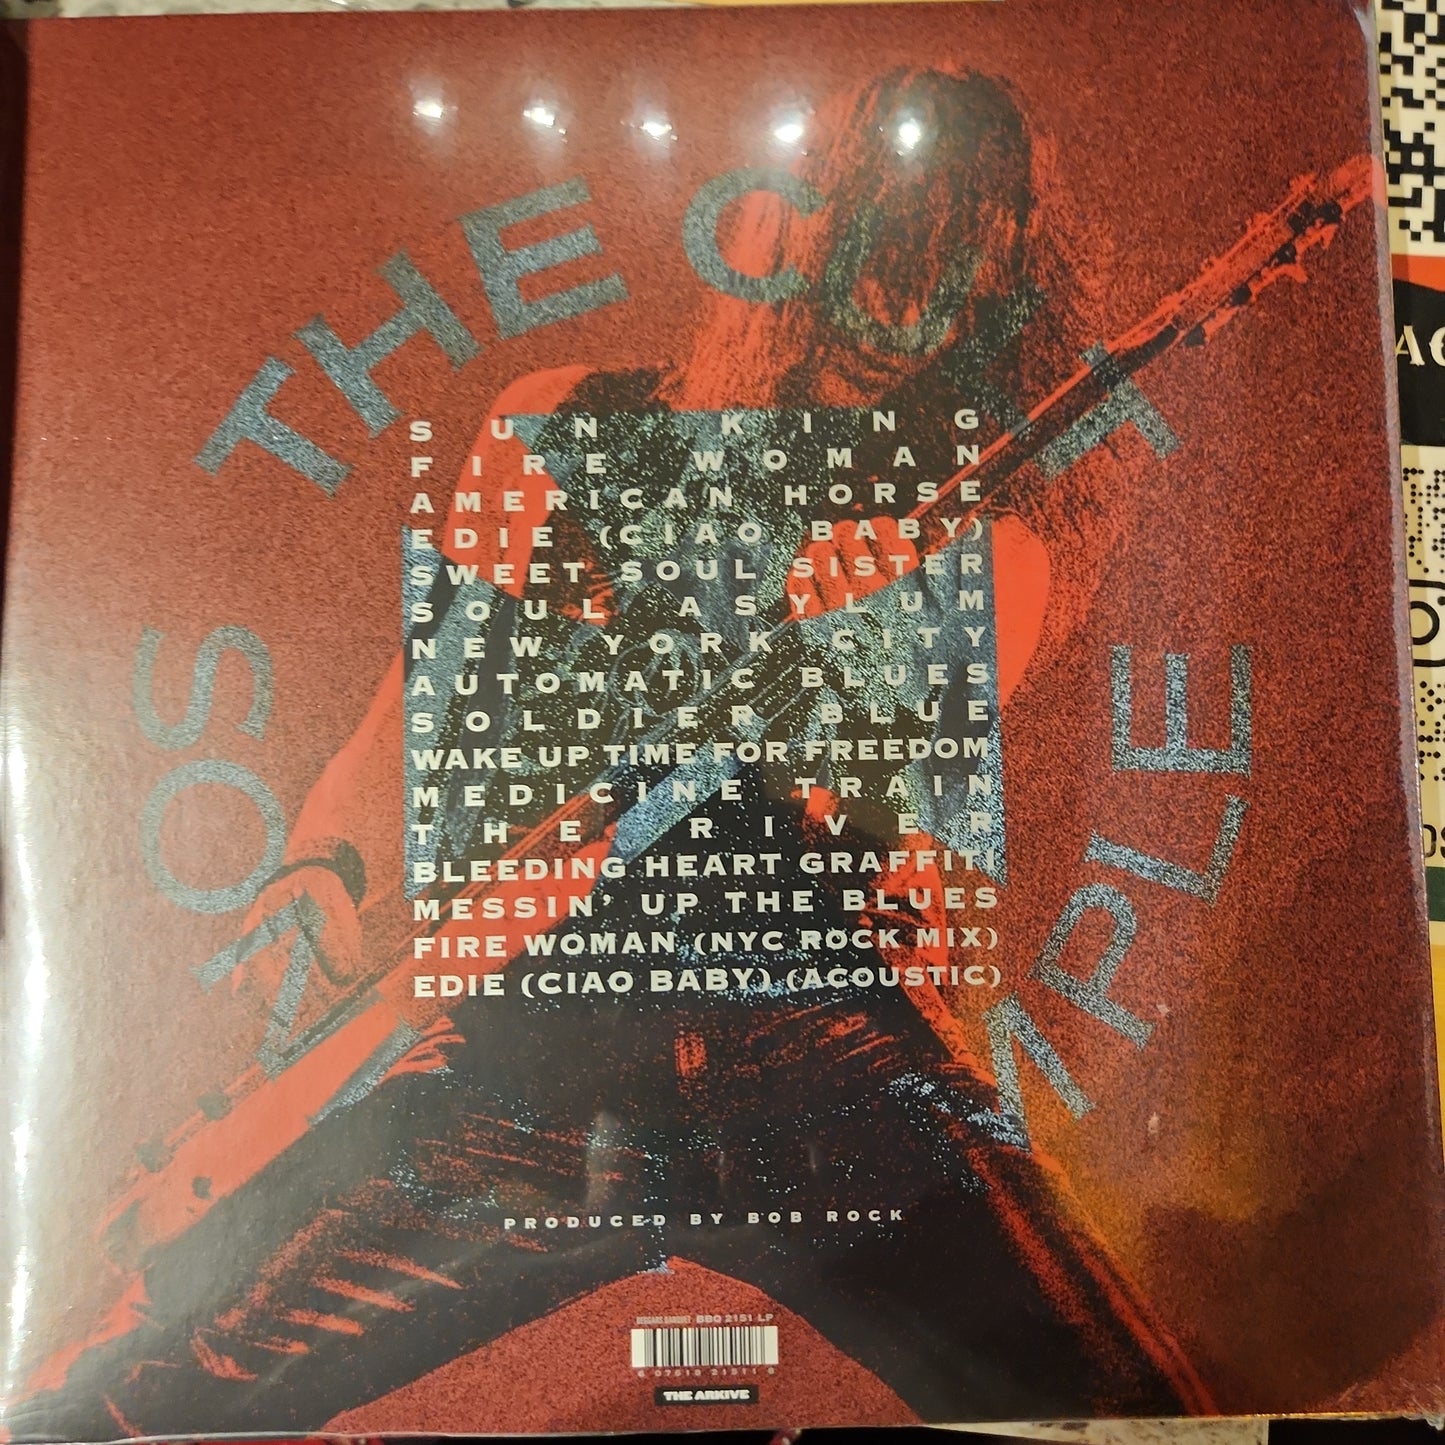 THE CULT
SONIC TEMPLE
SUN KING
FIRE WOMAN
AMERICAN HORSE
EDIE (CIAO BABY)
SWEET SOUL SISTER
SOUL ASYLUM
NEW YORK CITY
AUTOMATIC BLUES
SOLDIER BLUE
WAKE UP TIME FOR FREEDOM
MEDICINE TRAIN
THE RIVER
BLEEDING HEART GRAFFITI
MESSIN' UP THE BLUES
FIRE WOMAN (NYC ROCK MIX)
EDIE (CIAO BABY) (ACOUSTIC)
PRODUCED BY BOB ROCK
BEGGARS BANQUET BBQ 2151 LP
THE ARKIVE